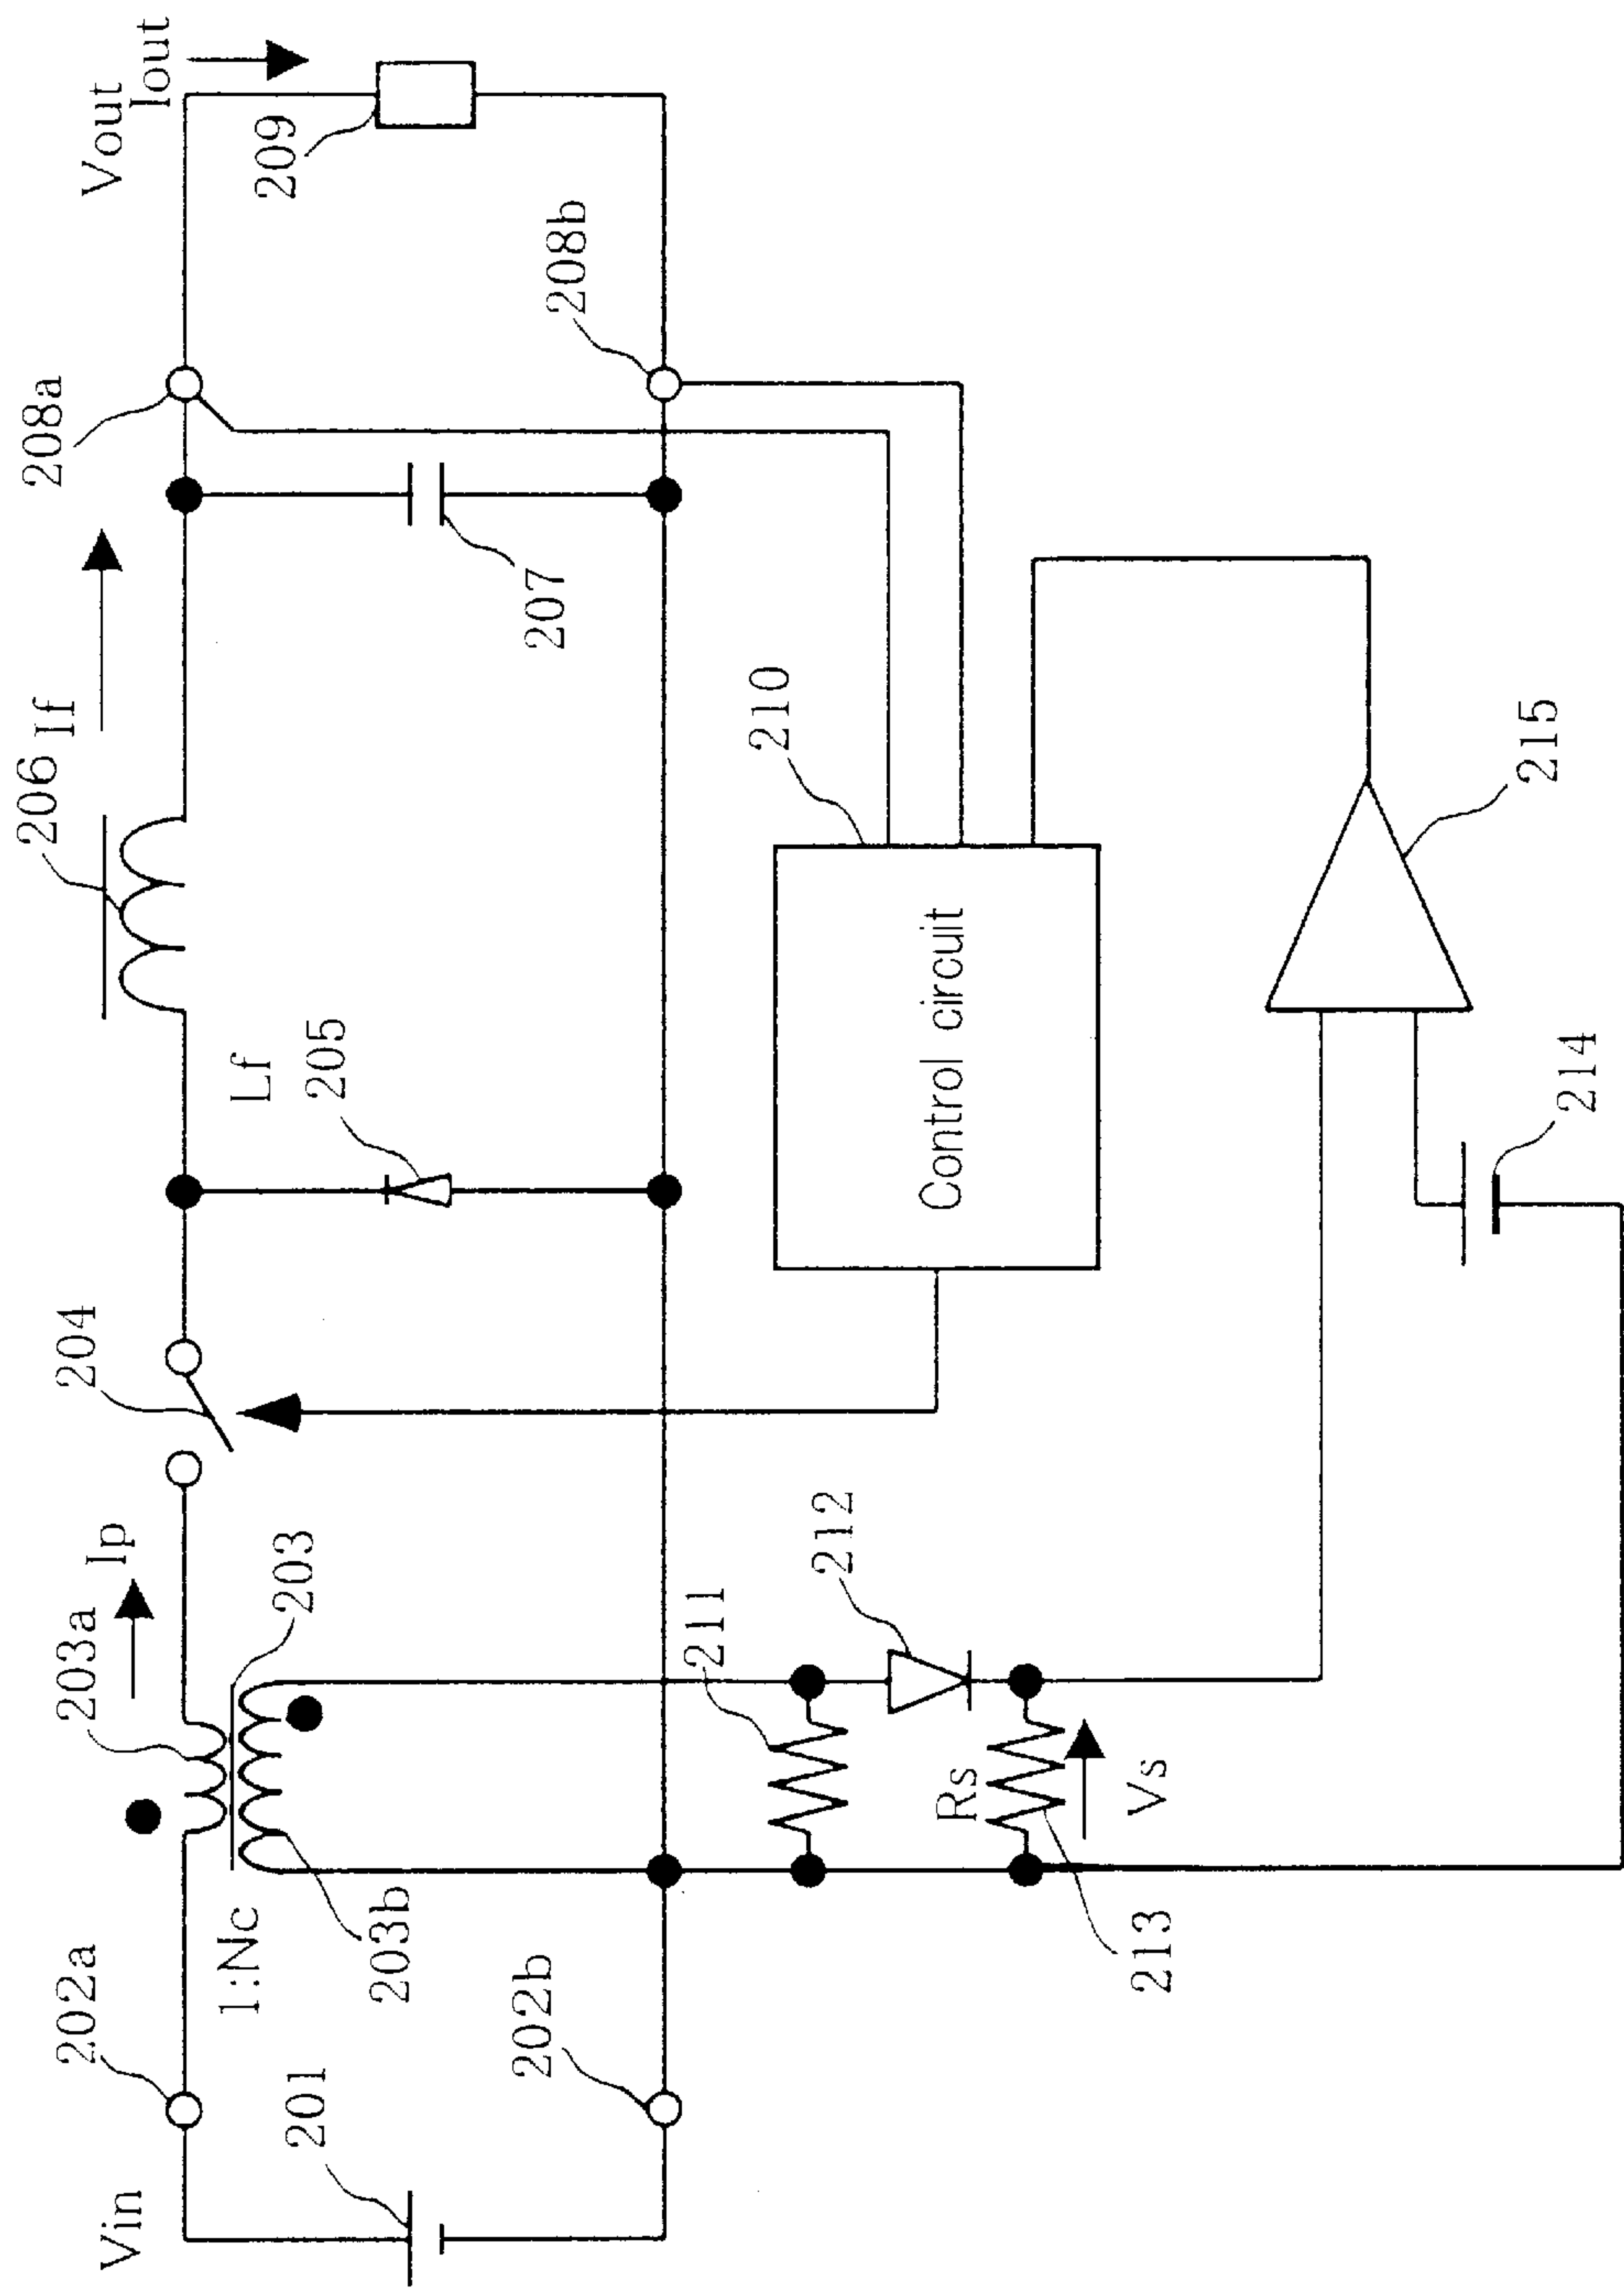 Vin
201
202a
202b
1:Nc
203a
Ip
203
203b
204
Lf
205
206
If
207
208a
208b
Vout
Iout
209
210
Control circuit
211
212
Rs
213
Vs
214
215